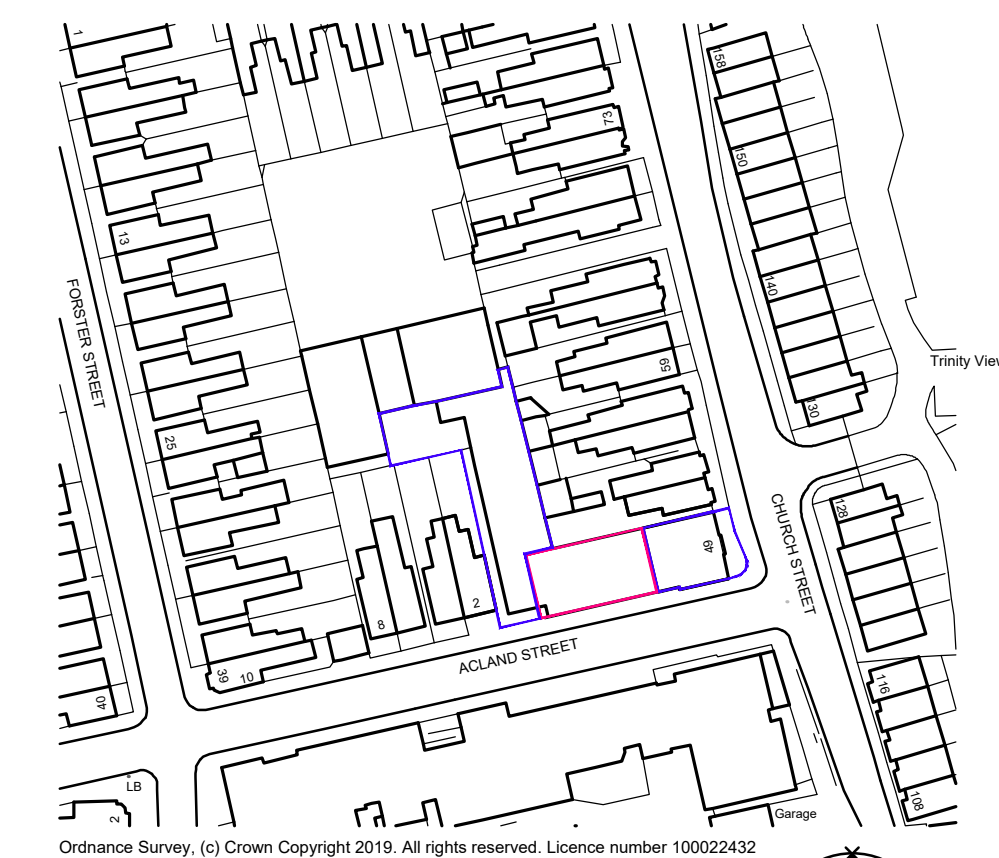 1
158
73
150
13
140
FORSTER STREET
Trinity View
59
130
25
128
CHURCH STREET
49
2
8
ACLAND STREET
39
10
116
40
LB
2
108
Garage
Ordnance Survey, (c) Crown Copyright 2019. All rights reserved. Licence number 100022432